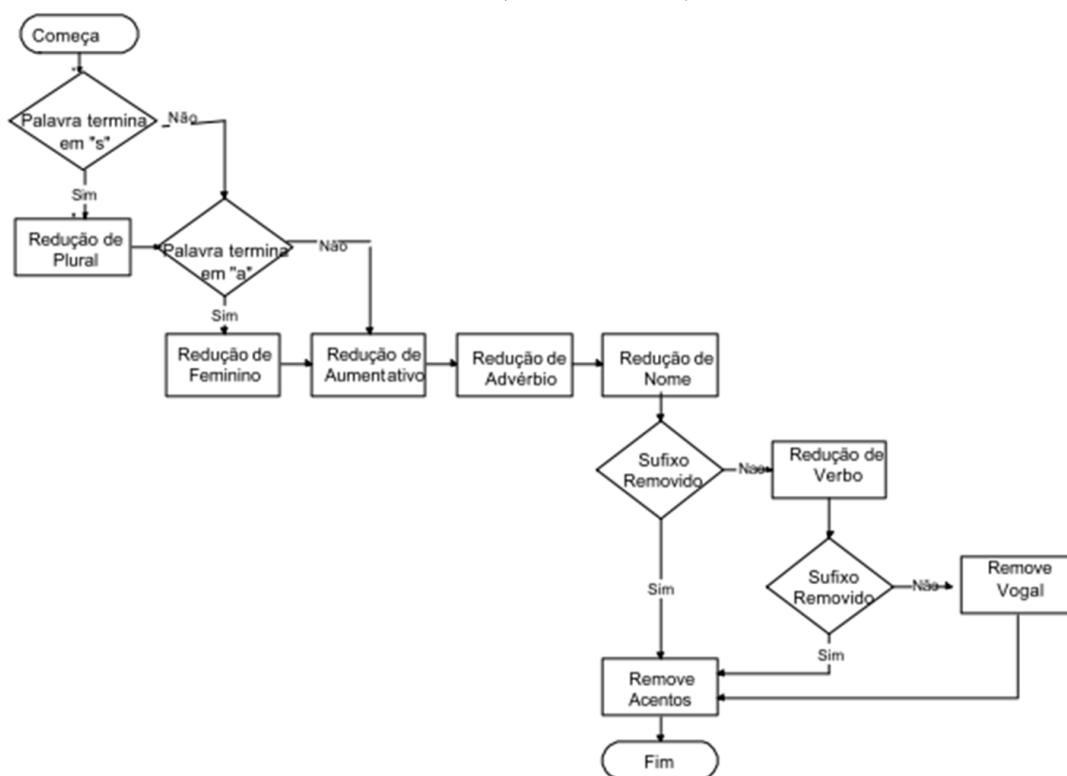 Começa
Palavra termina
em "s"
Não
Sim
Redução de
Plural
Palavra termina
em "a"
Não
Sim
Redução de
Feminino
Redução de
Aumentativo
Redução de
Advérbio
Redução de
Nome
Sufixo
Removido
Nao
Redução de
Verbo
Sufixo
Removido
Não
Remove
Vogal
Sim
Sim
Remove
Acentos
Fim